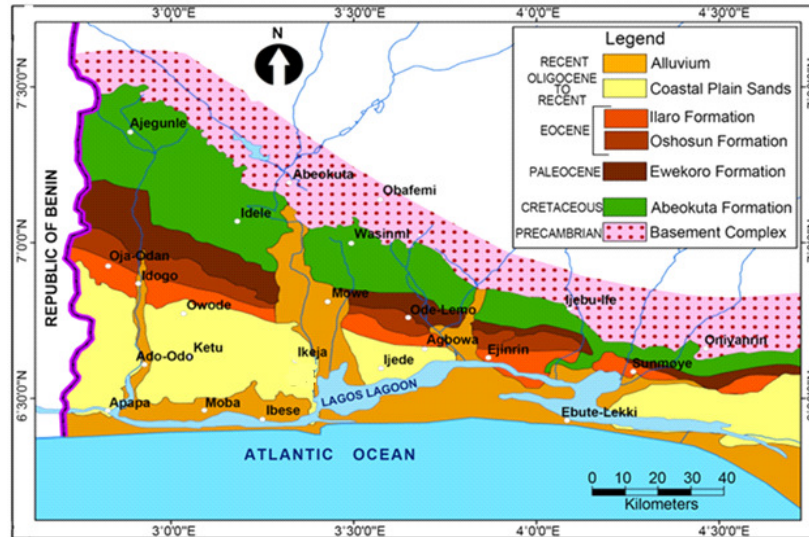 3°0'0"E
3°30'0"E
4°0'0"E
4°30'0"E
N
Legend
RECENT
Alluvium
OLIGOCENE
TO
RECENT
Coastal Plain Sands
EOCENE
Ilaro Formation
Oshosun Formation
PALEOCENE
Ewekoro Formation
CRETACEOUS
Abeokuta Formation
PRECAMBRIAN
Basement Complex
7°30'0"N
7°0'0"N
6°30'0"N
REPUBLIC OF BENIN
Ajegunle
Abeokuta
Obafemi
Idele
Wasinmi
Oja-Odan
Idogo
Owode
Mowe
Ode-Lemo
Ijebu-Ife
Ado-Odo
Ketu
Ikeja
Ijede
Agbowa
Ejinrin
Oniyanrin
Sunmoye
Apapa
Moba
Ibese
LAGOS LAGOON
Ebute-Lekki
ATLANTIC OCEAN
0 10 20 30 40
Kilometers
3°0'0"E
3°30'0"E
4°0'0"E
4°30'0"E